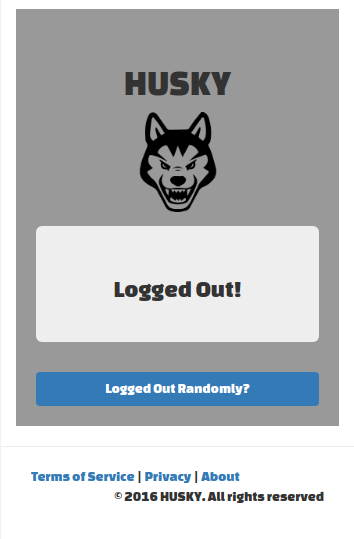 HUSKY
Logged Out!
Logged Out Randomly?
Terms of Service | Privacy | About
© 2016 HUSKY. All rights reserved